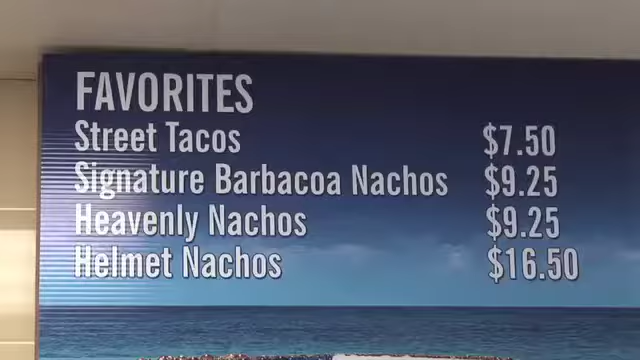 FAVORITES
Street Tacos $7.50
Signature Barbacoa Nachos $9.25
Heavenly Nachos $9.25
Helmet Nachos $16.50